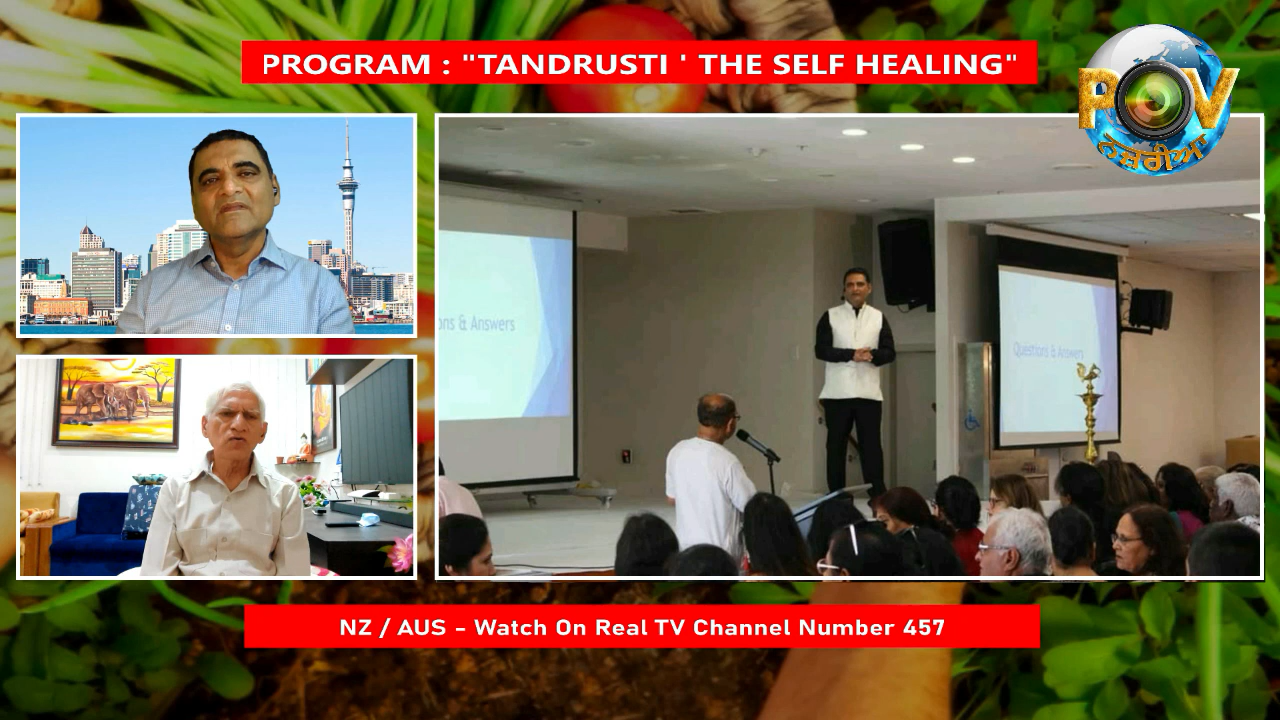 PROGRAM : "TANDRUSTI ' THE SELF HEALING"
POV
ਨਜ਼ਰੀਆ
ons & Answers
Questions & Answers
NZ / AUS - Watch On Real TV Channel Number 457